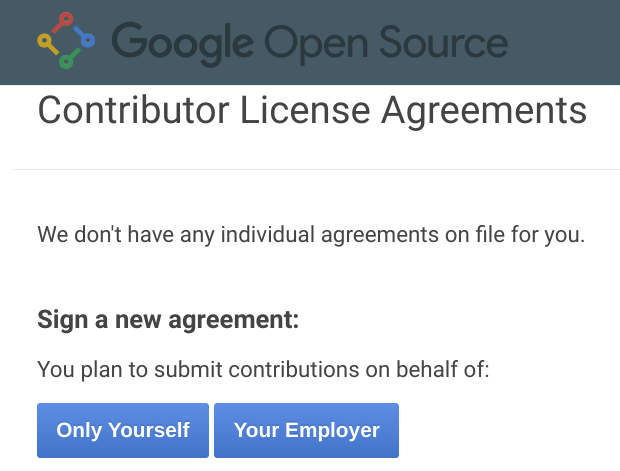 Google Open Source
Contributor License Agreements
We don't have any individual agreements on file for you.
Sign a new agreement:
You plan to submit contributions on behalf of:
Only Yourself
Your Employer